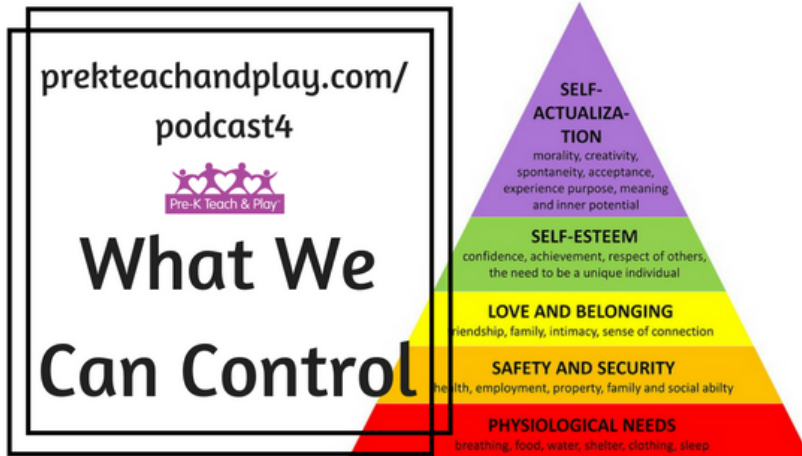 prekteachandplay.com/
podcast4
Pre-K Teach & Play
What We
Can Control
SELF-
ACTUALIZA-
TION
morality, creativity,
spontaneity, acceptance,
experience purpose, meaning
and inner potential
SELF-ESTEEM
confidence, achievement, respect of others,
the need to be a unique individual
LOVE AND BELONGING
friendship, family, intimacy, sense of connection
SAFETY AND SECURITY
health, employment, property, family and social abilty
PHYSIOLOGICAL NEEDS
breathing, food, water, shelter, clothing, sleep